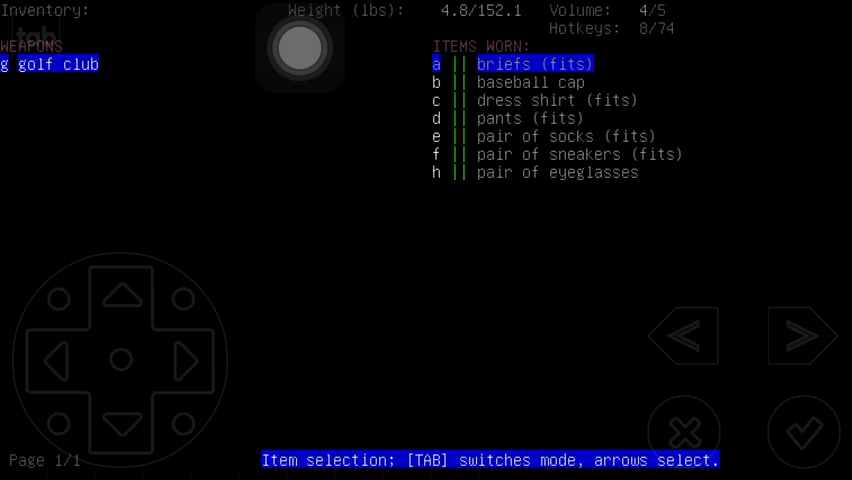 Inventory: Weight (lbs): 4.8/152.1 Volume: 4/5
Hotkeys: 8/74
tab
WEAPONS ITEMS WORN:
g golf club a || briefs (fits)
b || baseball cap
c || dress shirt (fits)
d || pants (fits)
e || pair of socks (fits)
f || pair of sneakers (fits)
h || pair of eyeglasses
Page 1/1 Item selection; [TAB] switches mode, arrows select.